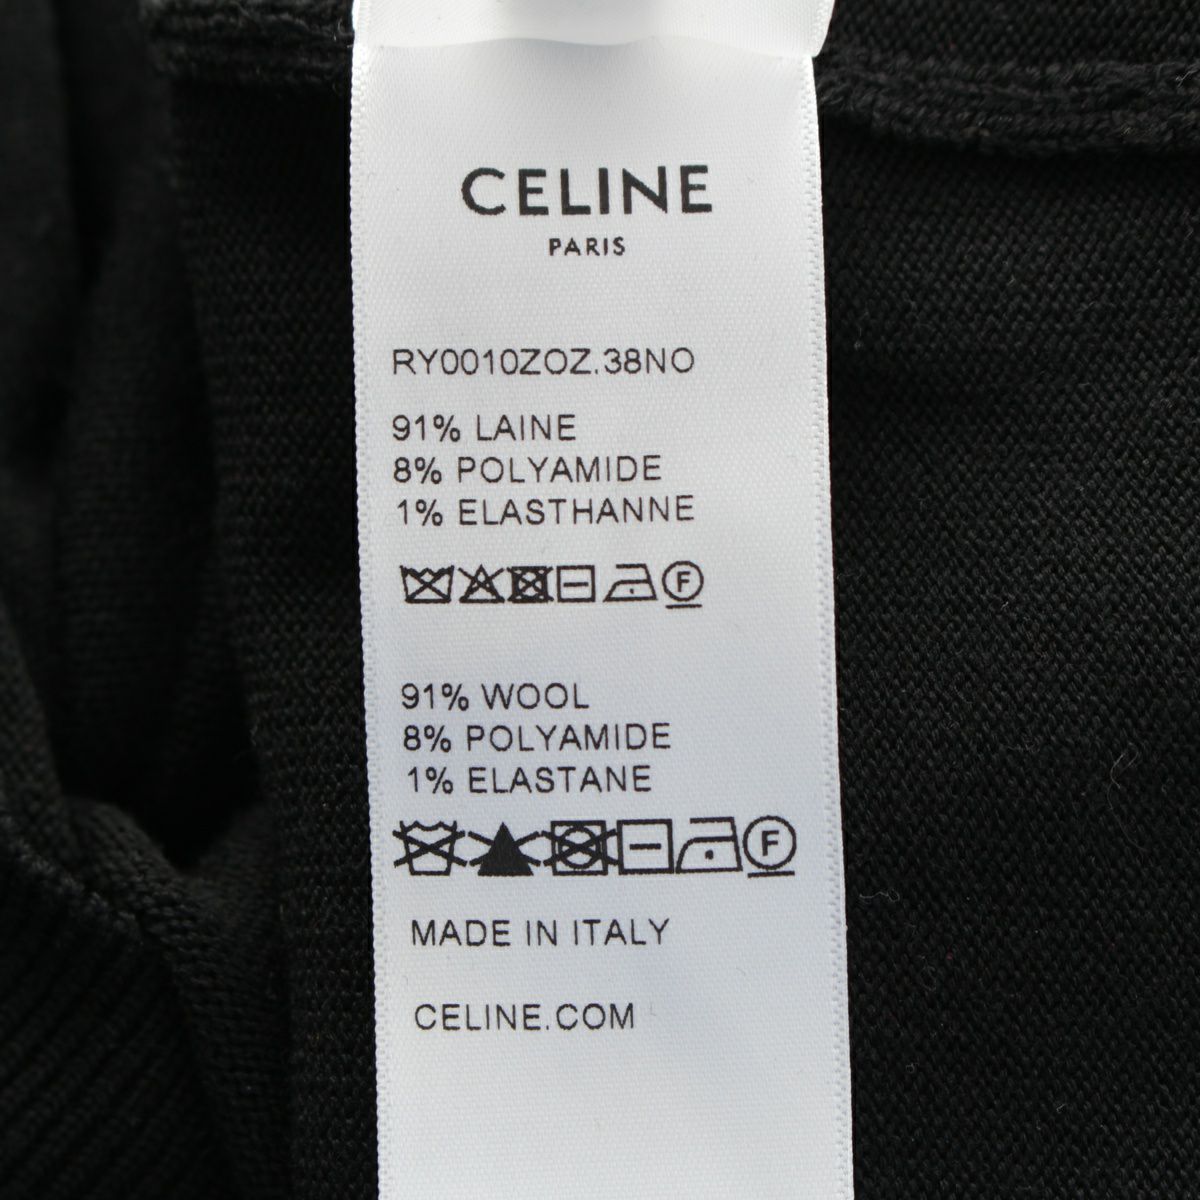 CELINE
PARIS
RY0010ZOZ.38NO
91% LAINE
8% POLYAMIDE
1% ELASTHANNE
F
91% WOOL
8% POLYAMIDE
1% ELASTANE
F
MADE IN ITALY
CELINE.COM